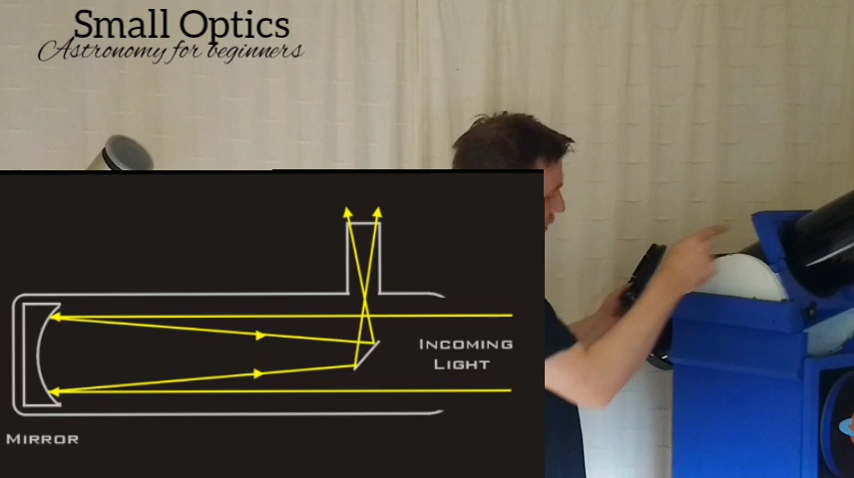 Small Optics
Astronomy for beginners
INCOMING
LIGHT
MIRROR